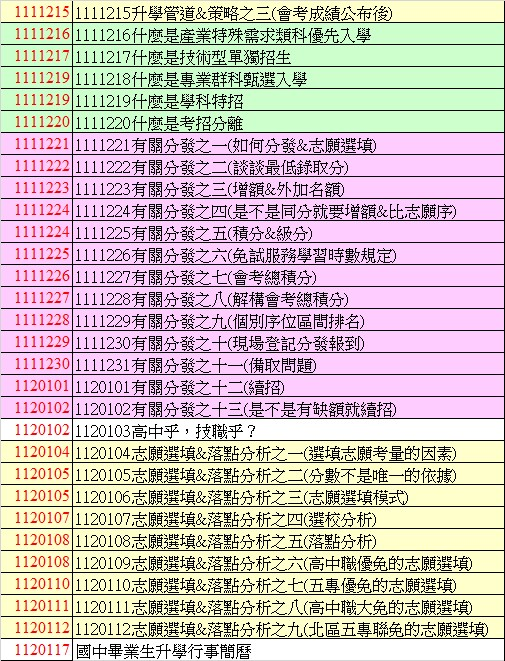 1111215 1111215升學管道&策略之三(會考成績公布後)
1111216 1111216什麼是產業特殊需求類科優先入學
1111217 1111217什麼是技術型單獨招生
1111219 1111218什麼是專業群科甄選入學
1111219 1111219什麼是學科特招
1111220 1111220什麼是考招分離
1111221 1111221有關分發之一(如何分發&志願選填)
1111222 1111222有關分發之二(談談最低錄取分)
1111223 1111223有關分發之三(增額&外加名額)
1111224 1111224有關分發之四(是不是同分就要增額&比志願序)
1111224 1111225有關分發之五(積分&級分)
1111225 1111226有關分發之六(免試服務學習時數規定)
1111226 1111227有關分發之七(會考總積分)
1111227 1111228有關分發之八(解構會考總積分)
1111228 1111229有關分發之九(個別序位區間排名)
1111229 1111230有關分發之十(現場登記分發報到)
1111230 1111231有關分發之十一(備取問題)
1120101 1120101有關分發之十二(續招)
1120102 1120102有關分發之十三(是不是有缺額就續招)
1120102 1120103高中乎，技職乎？
1120104 1120104志願選填&落點分析之一(選填志願考量的因素)
1120105 1120105志願選填&落點分析之二(分數不是唯一的依據)
1120105 1120106志願選填&落點分析之三(志願選填模式)
1120107 1120107志願選填&落點分析之四(選校分析)
1120108 1120108志願選填&落點分析之五(落點分析)
1120108 1120109志願選填&落點分析之六(高中職優免的志願選填)
1120110 1120110志願選填&落點分析之七(五專優免的志願選填)
1120111 1120111志願選填&落點分析之八(高中職大免的志願選填)
1120112 1120112志願選填&落點分析之九(北區五專聯免的志願選填)
1120117 國中畢業生升學行事簡曆